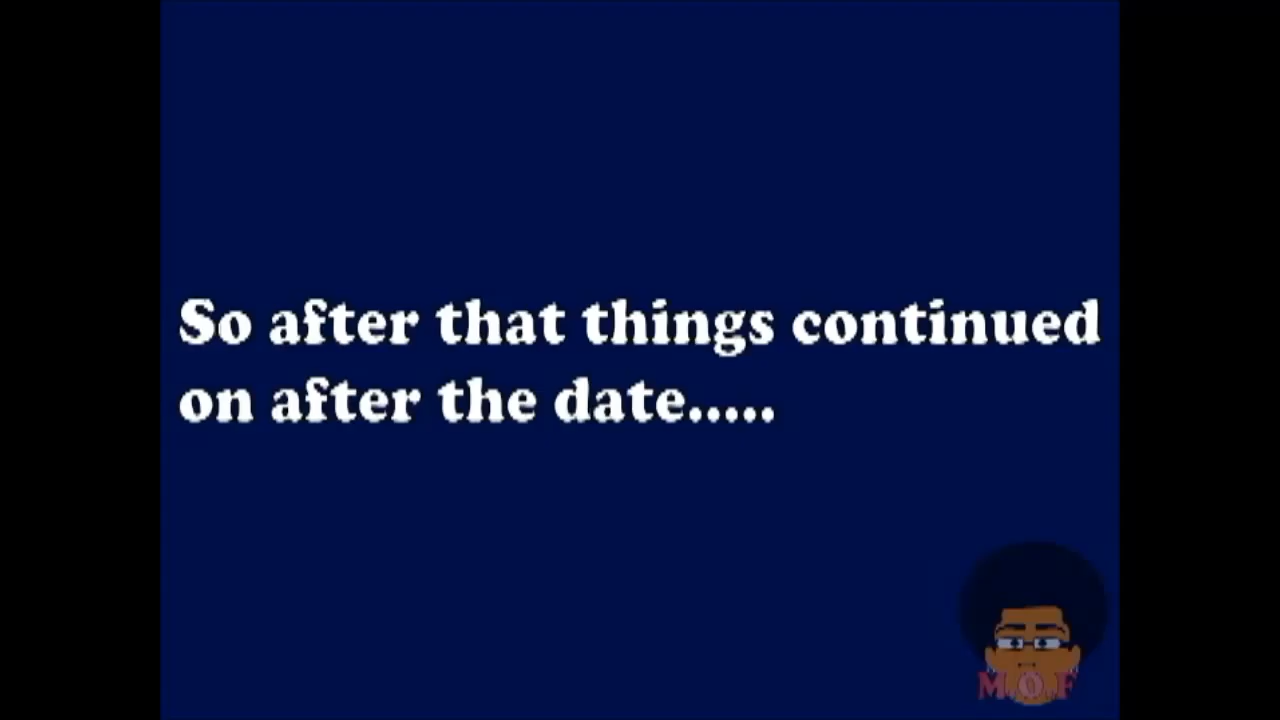 So after that things continued
on after the date.....
M.O.F